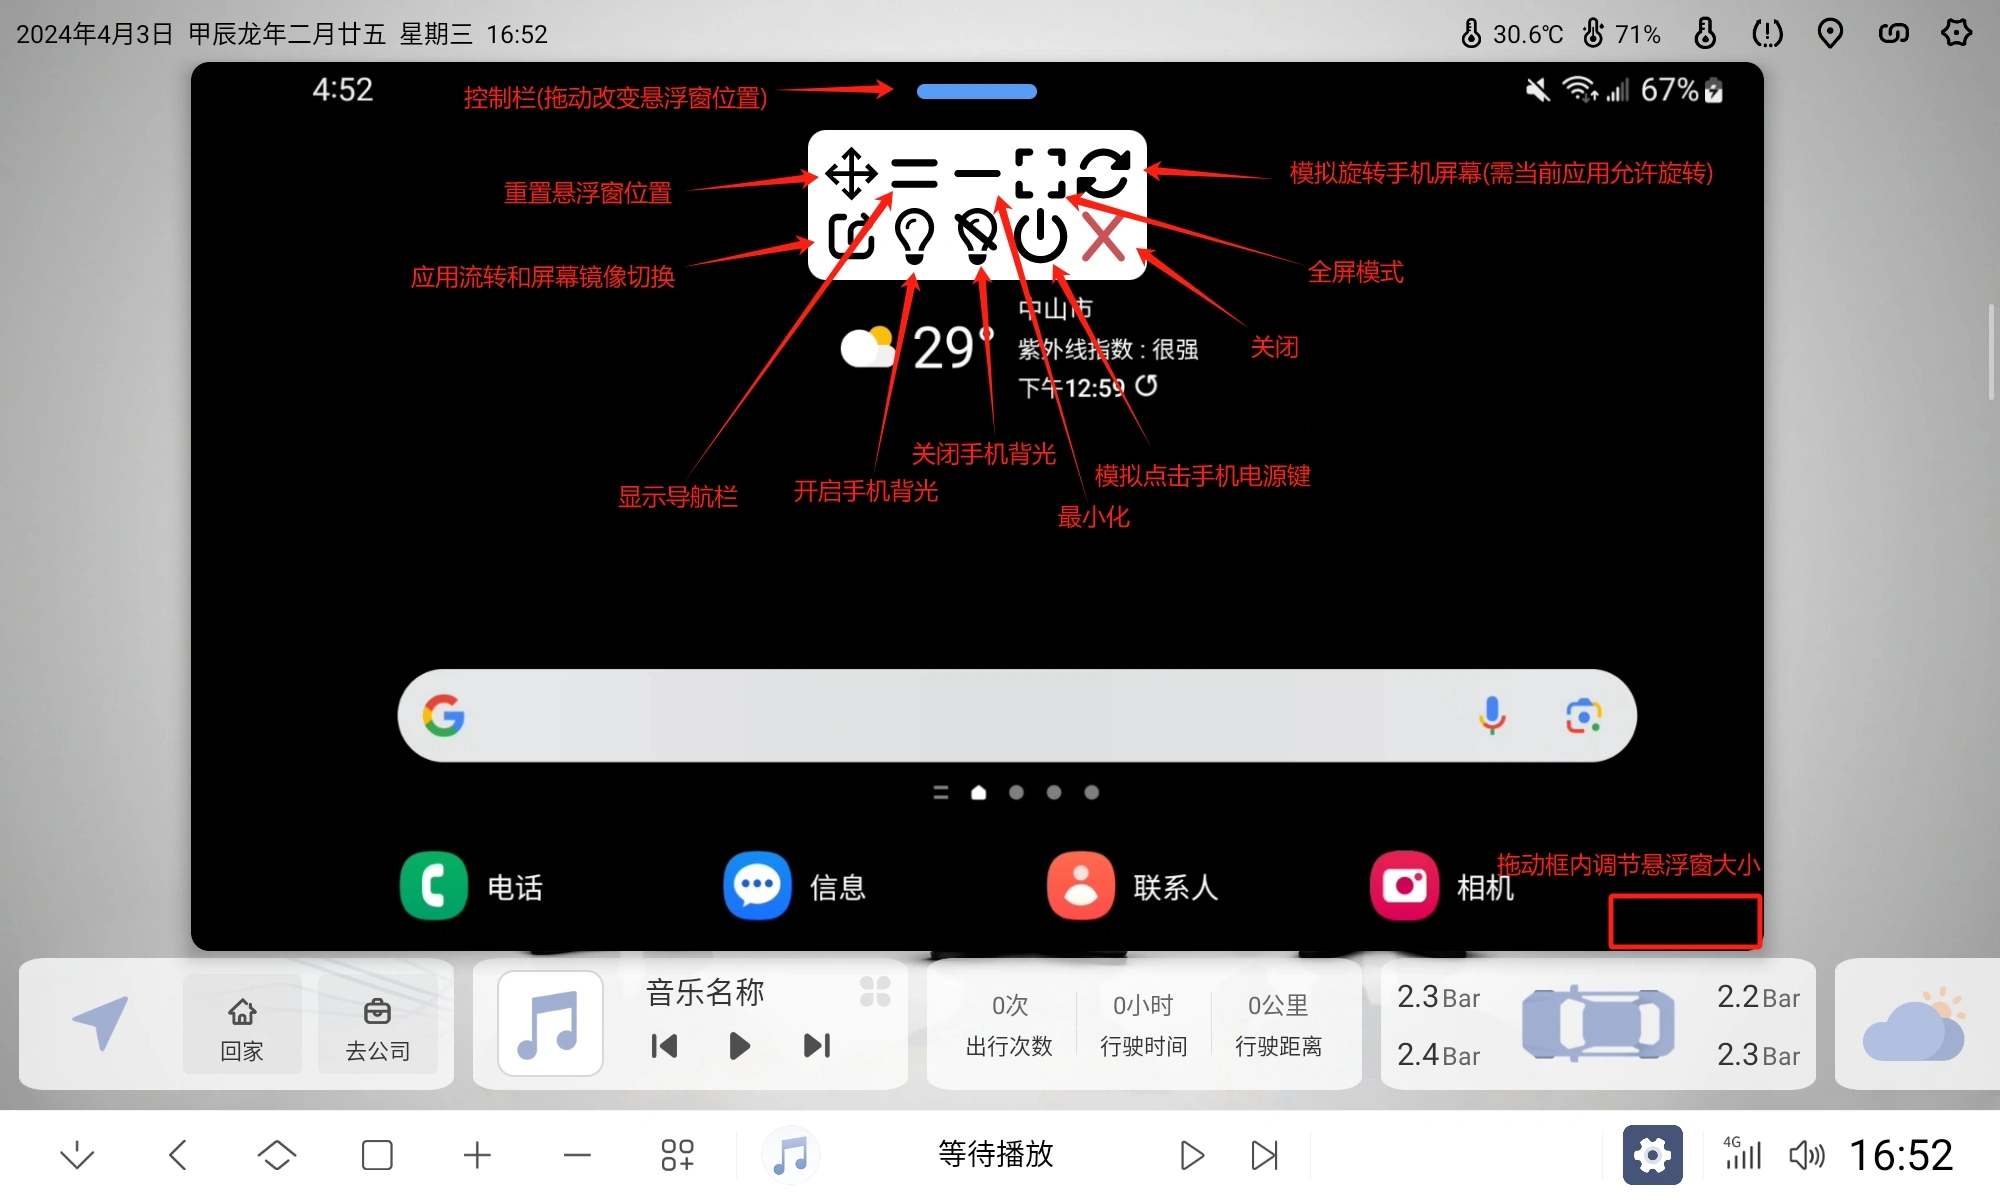 2024年4月3日 甲辰龙年二月廿五 星期三 16:52
30.6℃ 71%
4:52
控制栏(拖动改变悬浮窗位置)
67%
重置悬浮窗位置
模拟旋转手机屏幕(需当前应用允许旋转)
应用流转和屏幕镜像切换
全屏模式
中山市
29°
紫外线指数 : 很强
关闭
下午12:59
关闭手机背光
模拟点击手机电源键
显示导航栏
开启手机背光
最小化
拖动框内调节悬浮窗大小
电话
信息
联系人
相机
回家
去公司
音乐名称
0次
出行次数
0小时
行驶时间
0公里
行驶距离
2.3 Bar
2.2 Bar
2.4 Bar
2.3 Bar
等待播放
4G
16:52